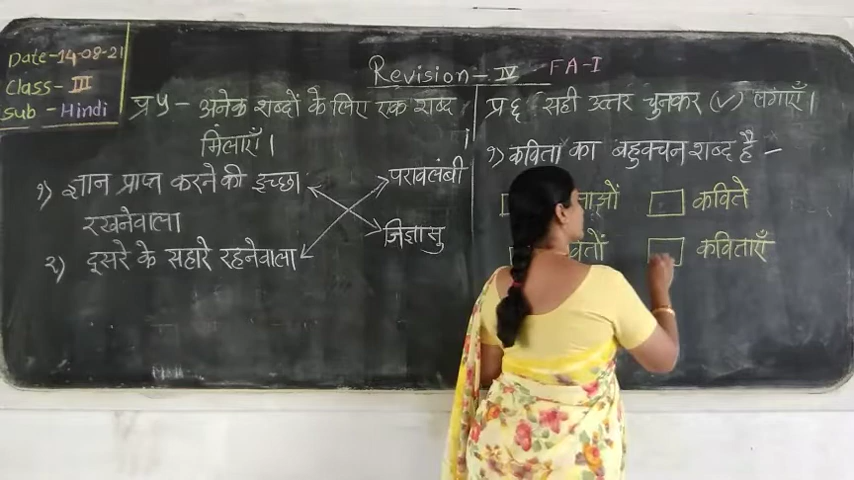 Date-14-08-21
Class- III
Sub - Hindi
Revision - IV FA-I
प्र५ - अनेक शब्दों के लिए एक शब्द
मिलाएँ।
१) ज्ञान प्राप्त करने की इच्छा
रखनेवाला
परावलंबी
२) दूसरे के सहारे रहनेवाला
जिज्ञासु
प्र६ सही उत्तर चुनकर (✓) लगाएँ।
१) कविता का बहुवचन शब्द है -
कविते
कविताएँ